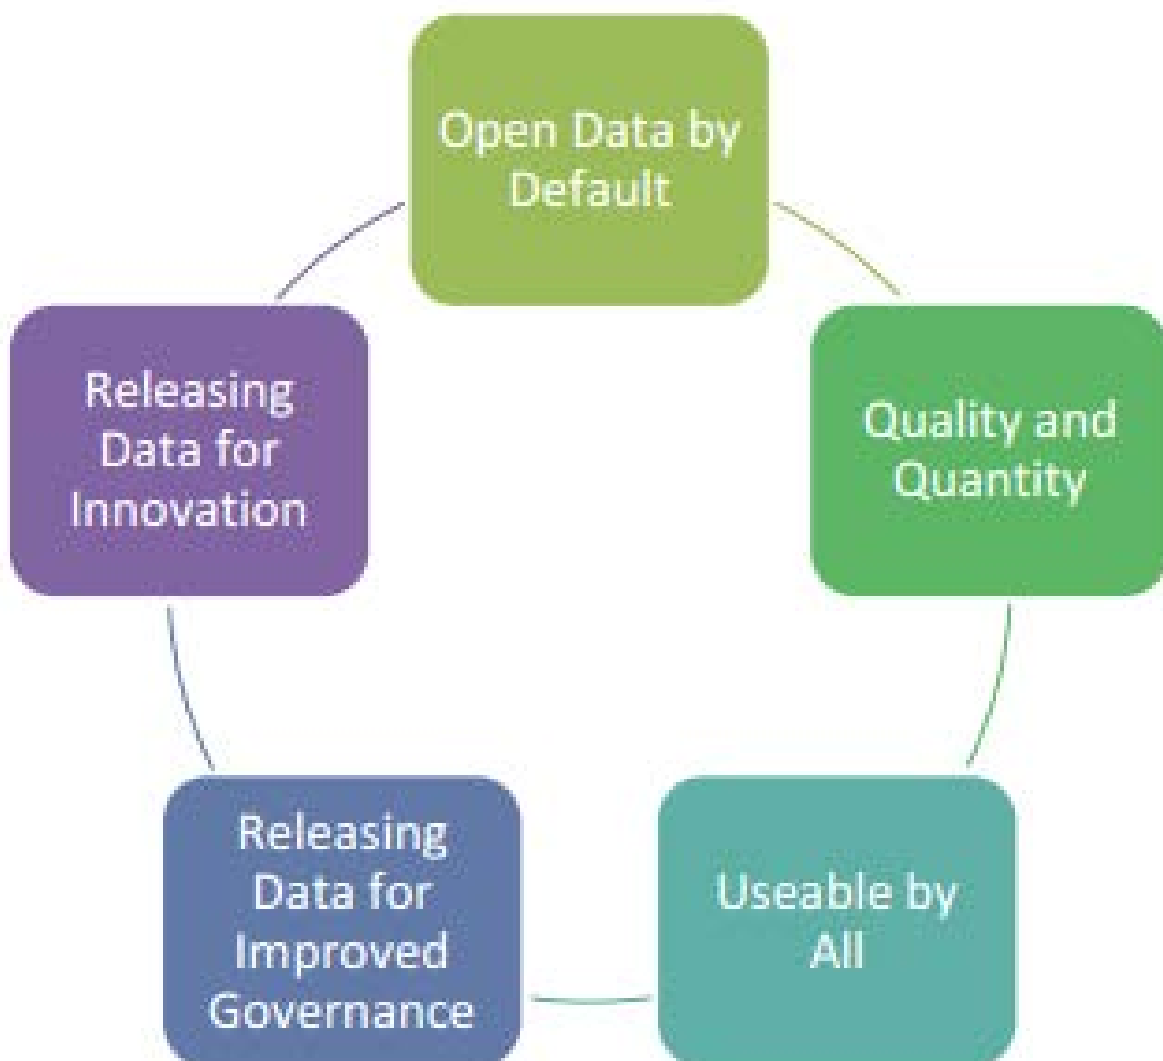 Open Data by
Default
Quality and
Quantity
Useable by
All
Releasing
Data for
Improved
Governance
Releasing
Data for
Innovation